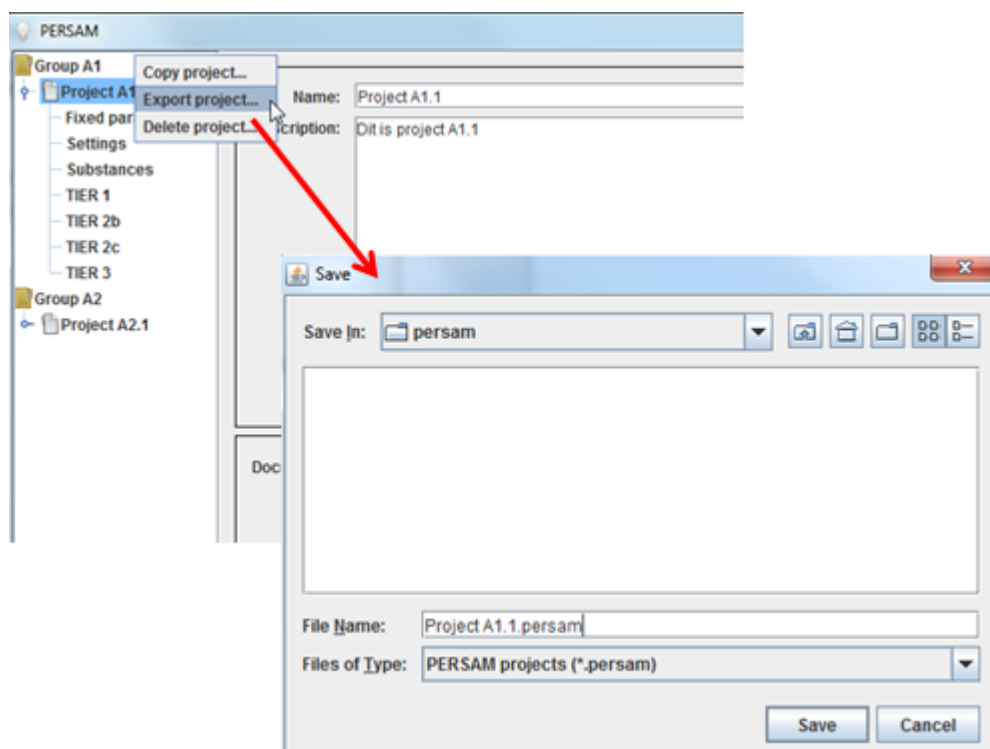 PERSAM
Group A1
Copy project...
Project A1
Export project...
Name: Project A1.1
Fixed par
Delete project...
cription: Dit is project A1.1
Settings
Substances
TIER 1
TIER 2b
TIER 2c
TIER 3
Group A2
Project A2.1
Doc
Save
Save In: persam
File Name: Project A1.1.persam
Files of Type: PERSAM projects (*.persam)
Save Cancel